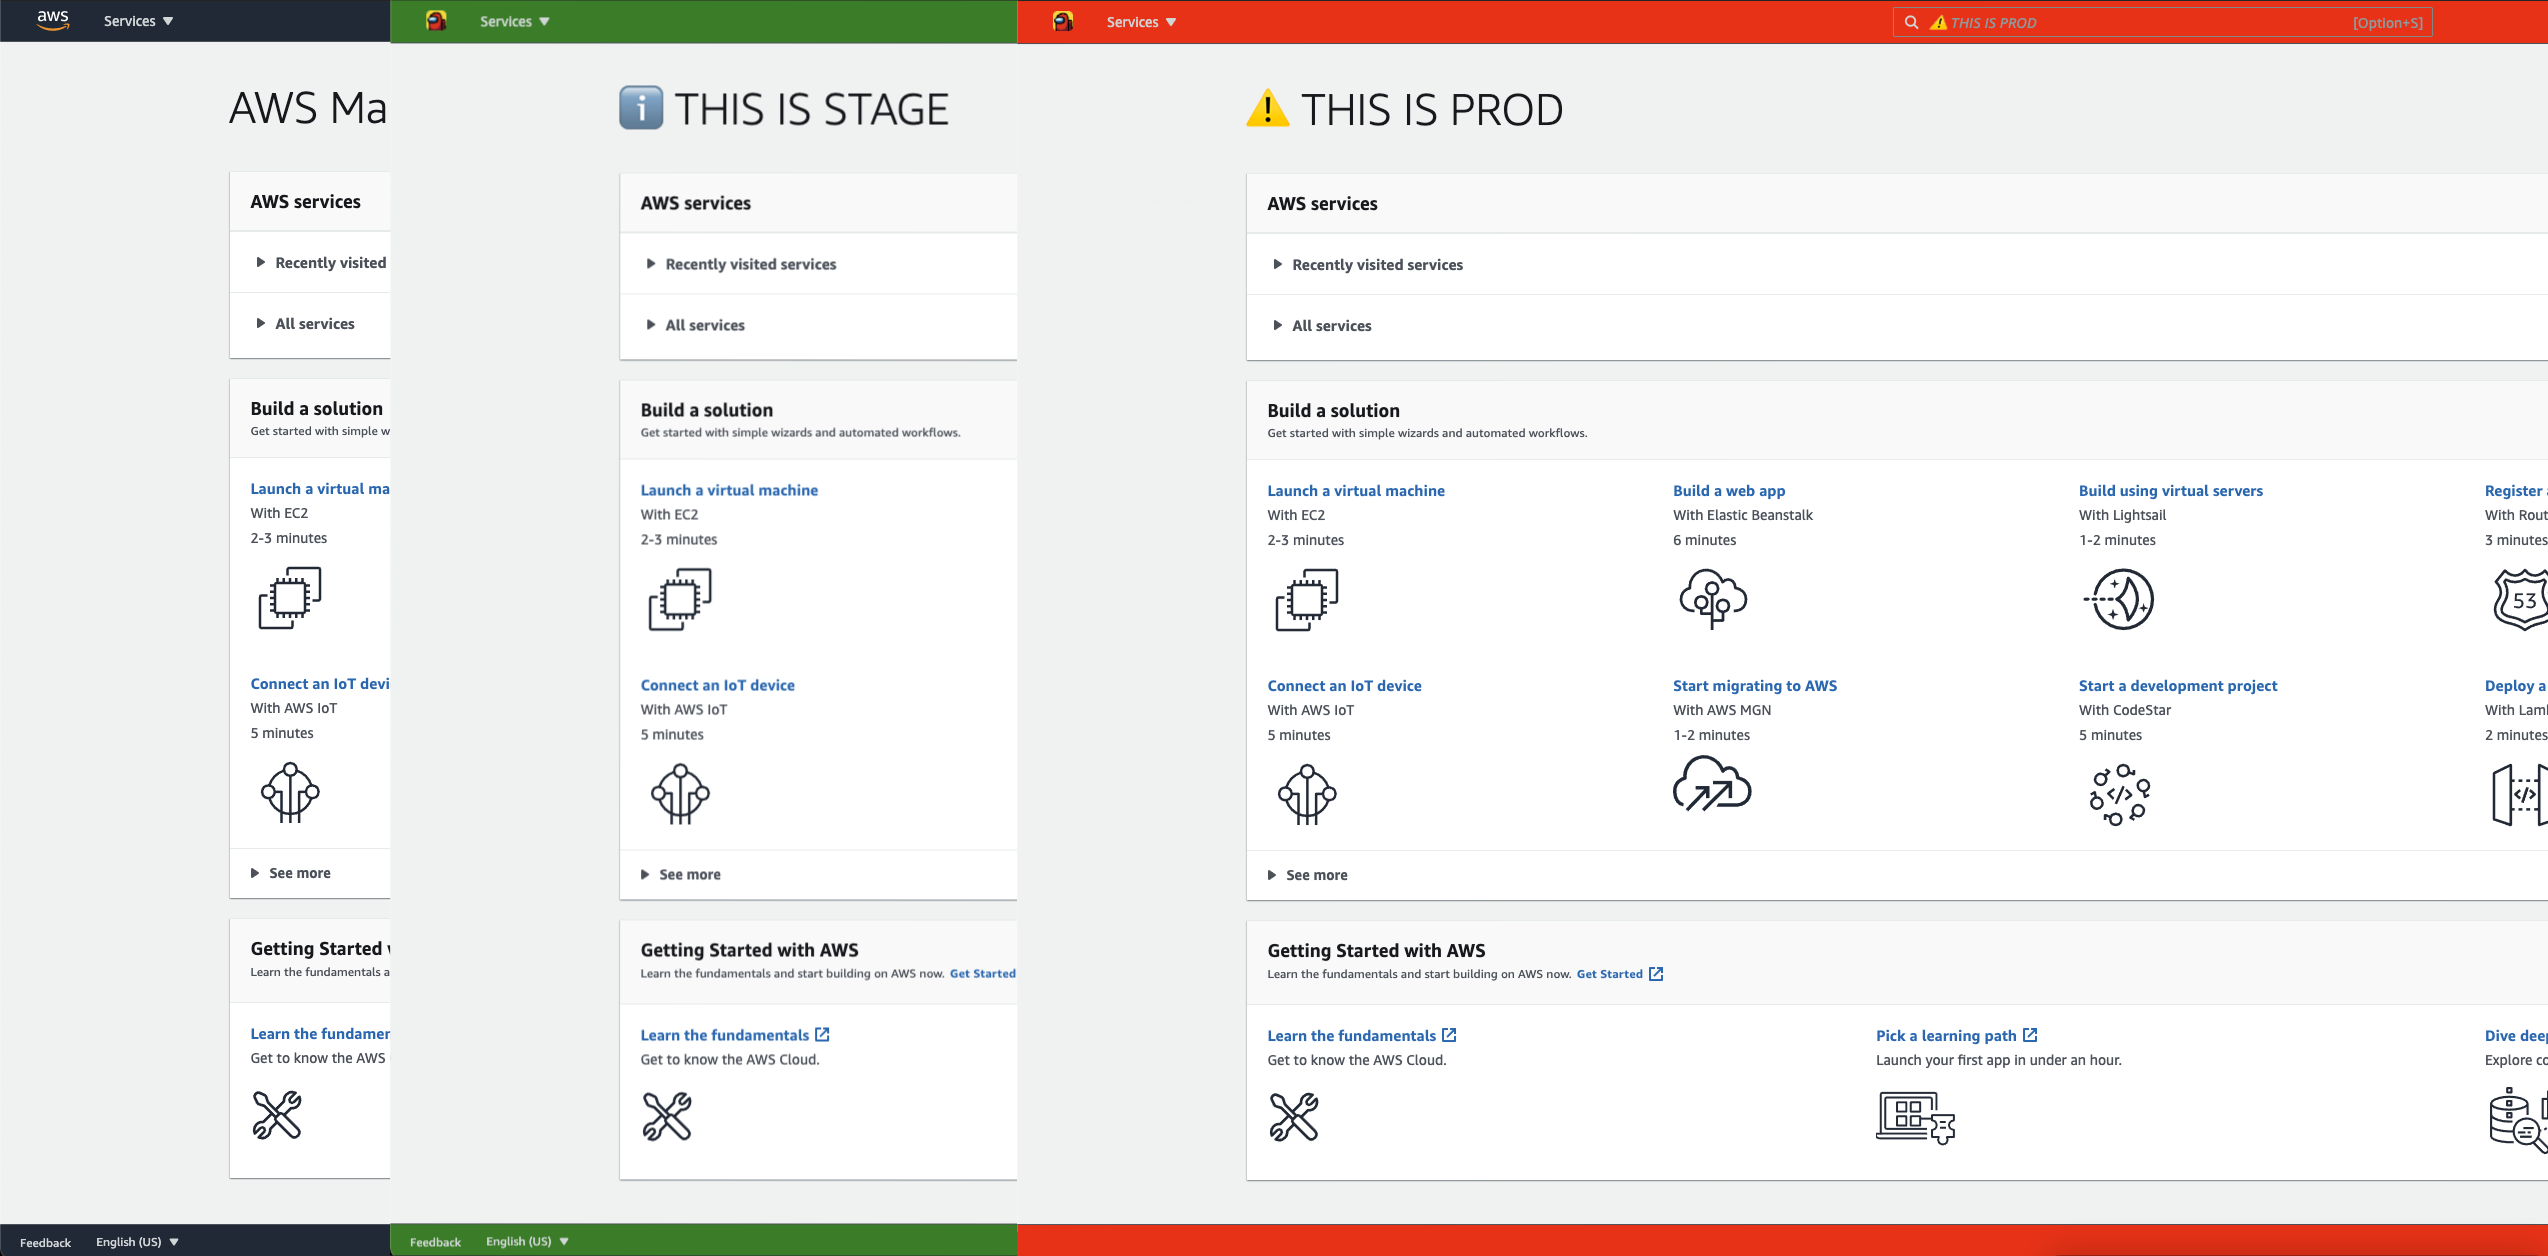 aws
Services
AWS Ma
AWS services
Recently visited
All services
Build a solution
Get started with simple w
Launch a virtual ma
With EC2
2-3 minutes
Connect an IoT devi
With AWS IoT
5 minutes
See more
Getting Started
Learn the fundamentals a
Learn the fundamen
Get to know the AWS
Feedback
English (US)
Services
THIS IS STAGE
AWS services
Recently visited services
All services
Build a solution
Get started with simple wizards and automated workflows.
Launch a virtual machine
With EC2
2-3 minutes
Connect an IoT device
With AWS IoT
5 minutes
See more
Getting Started with AWS
Learn the fundamentals and start building on AWS now. Get Started
Learn the fundamentals
Get to know the AWS Cloud.
Feedback
English (US)
Services
THIS IS PROD
[Option+S]
THIS IS PROD
AWS services
Recently visited services
All services
Build a solution
Get started with simple wizards and automated workflows.
Launch a virtual machine
With EC2
2-3 minutes
Build a web app
With Elastic Beanstalk
6 minutes
Build using virtual servers
With Lightsail
1-2 minutes
Register
With Rout
3 minutes
53
Connect an IoT device
With AWS IoT
5 minutes
Start migrating to AWS
With AWS MGN
1-2 minutes
Start a development project
With CodeStar
5 minutes
Deploy a
With Lam
2 minutes
See more
Getting Started with AWS
Learn the fundamentals and start building on AWS now. Get Started
Learn the fundamentals
Get to know the AWS Cloud.
Pick a learning path
Launch your first app in under an hour.
Dive dee
Explore co